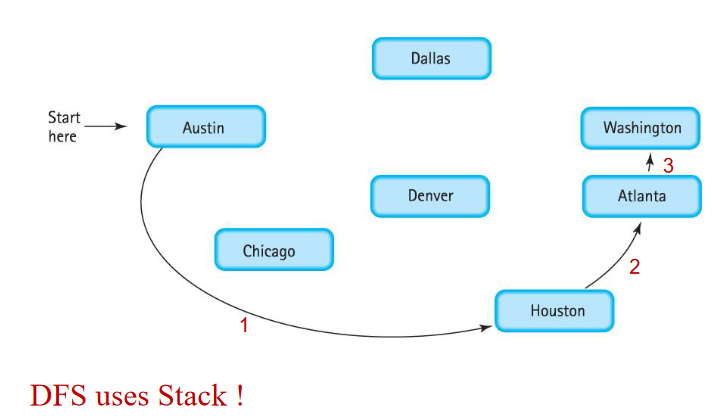 Dallas
Start
here
Austin
Washington
3
Denver
Atlanta
Chicago
2
Houston
1
DFS uses Stack !